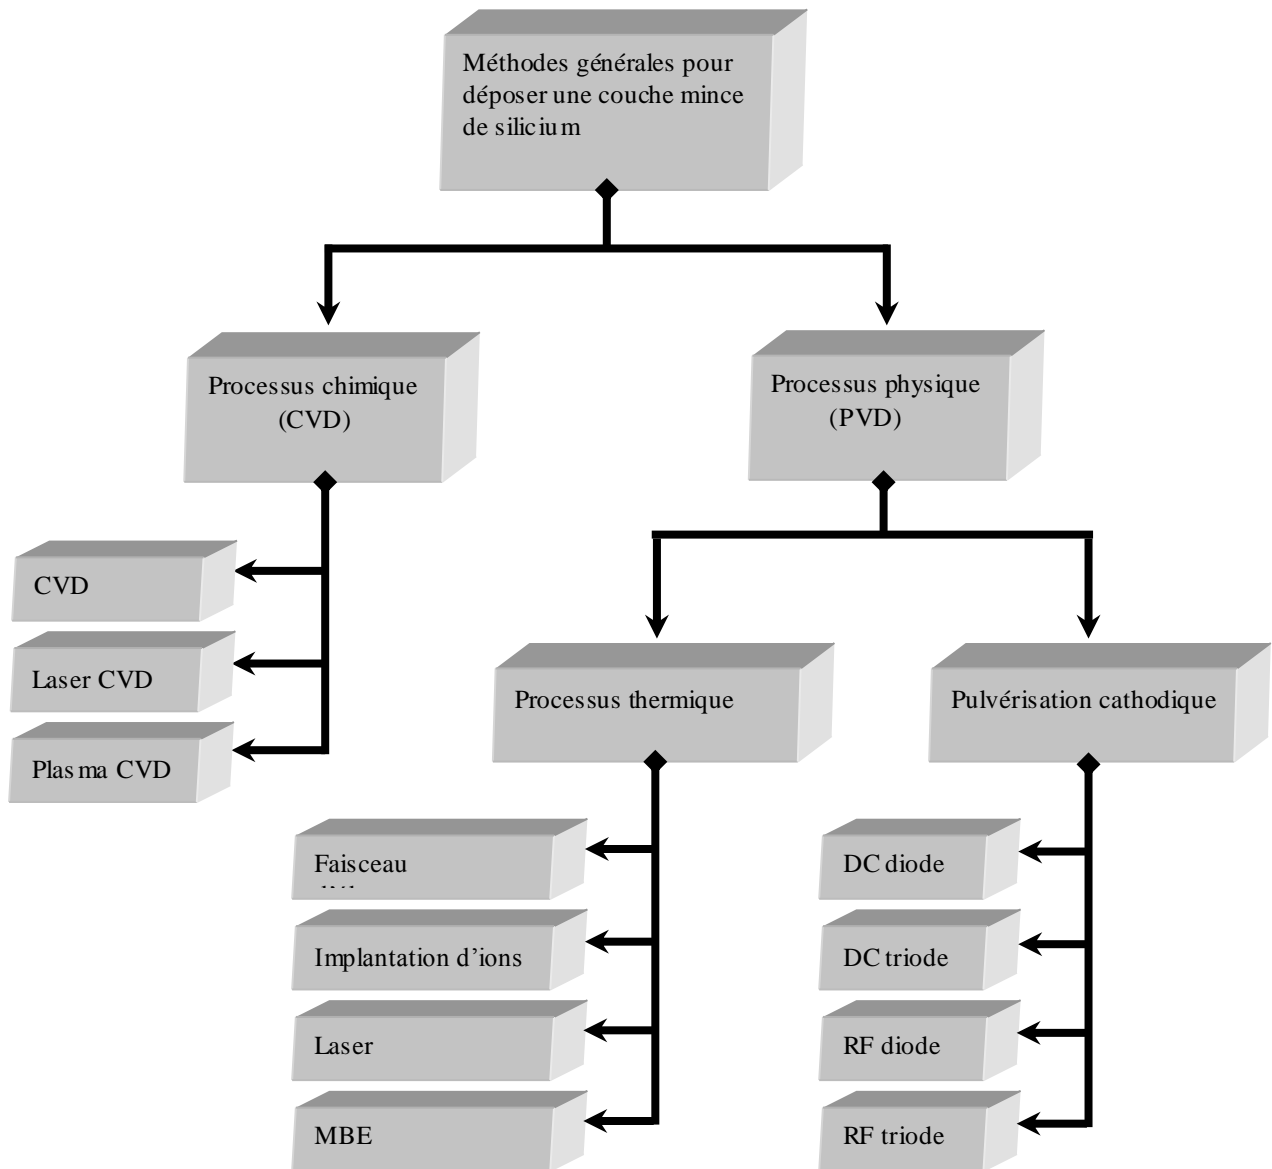 Méthodes générales pour
déposer une couche mince
de silicium
Processus chimique
(CVD)
Processus physique
(PVD)
CVD
Laser CVD
Plasma CVD
Processus thermique
Pulvérisation cathodique
Faisceau
Implantation d’ions
Laser
MBE
DC diode
DC triode
RF diode
RF triode